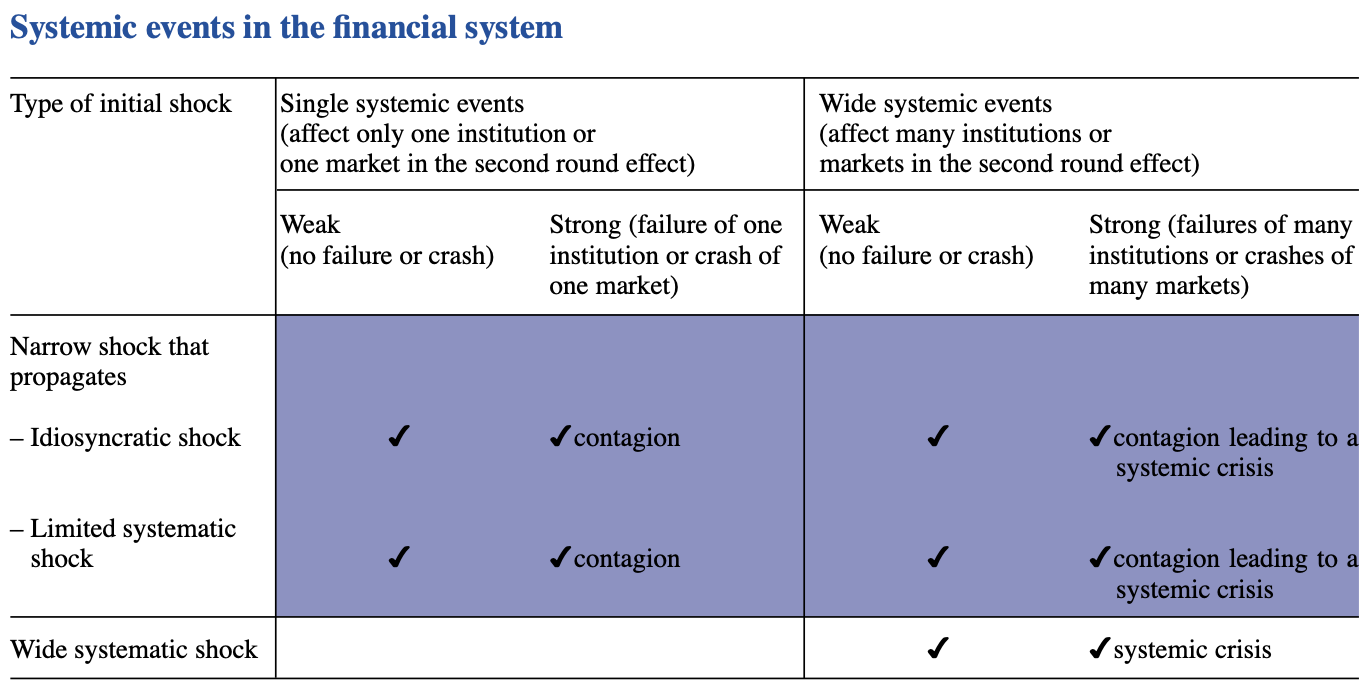 Systemic events in the financial system
Type of initial shock
Single systemic events
(affect only one institution or
one market in the second round effect)
Wide systemic events
(affect many institutions or
markets in the second round effect)
Weak
(no failure or crash)
Strong (failure of one
institution or crash of
one market)
Weak
(no failure or crash)
Strong (failures of many
institutions or crashes of
many markets)
Narrow shock that
propagates
– Idiosyncratic shock
✔
✔contagion
✔
✔contagion leading to a
systemic crisis
– Limited systematic
shock
✔
✔contagion
✔
✔contagion leading to a
systemic crisis
Wide systematic shock
✔
✔systemic crisis